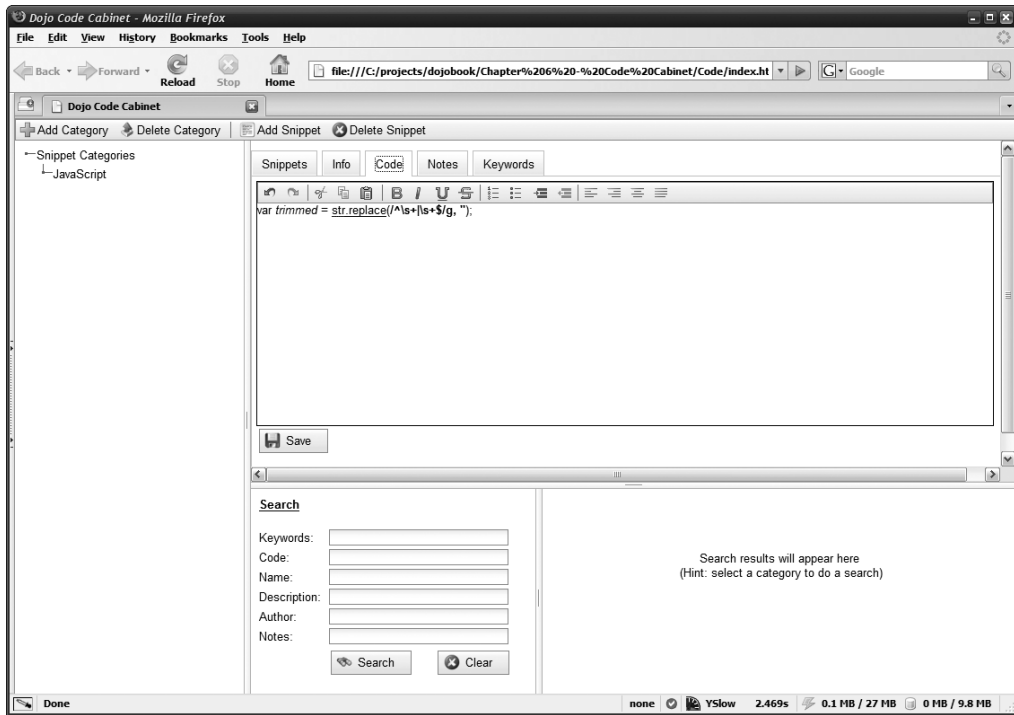 Dojo Code Cabinet - Mozilla Firefox
File Edit View History Bookmarks Tools Help
Back Forward Reload Stop Home file:///C:/projects/dojobook/Chapter%206%20-%20Code%20Cabinet/Code/index.ht G Google
Dojo Code Cabinet
Add Category Delete Category Add Snippet Delete Snippet
Snippet Categories
JavaScript
Snippets Info Code Notes Keywords
B I U S
var trimmed = str.replace(/^\s+|\s+$/g, '');
Save
Search
Keywords:
Code:
Name:
Description:
Author:
Notes:
Search Clear
Search results will appear here
(Hint: select a category to do a search)
Done none YSlow 2.469s 0.1 MB / 27 MB 0 MB / 9.8 MB